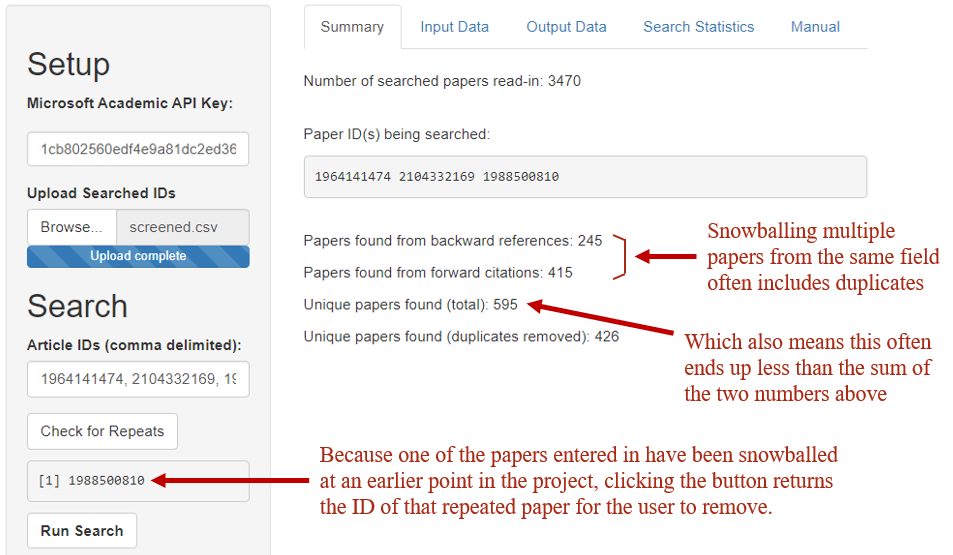 Setup
Microsoft Academic API Key:
1cb802560edf4e9a81dc2ed36
Upload Searched IDs
Browse... screened.csv
Upload complete
Search
Article IDs (comma delimited):
1964141474, 2104332169, 19
Check for Repeats
[1] 1988500810
Run Search
Summary Input Data Output Data Search Statistics Manual
Number of searched papers read-in: 3470
Paper ID(s) being searched:
1964141474 2104332169 1988500810
Papers found from backward references: 245
Papers found from forward citations: 415
Unique papers found (total): 595
Unique papers found (duplicates removed): 426
Snowballing multiple
papers from the same field
often includes duplicates
Which also means this often
ends up less than the sum of
the two numbers above
Because one of the papers entered in have been snowballed
at an earlier point in the project, clicking the button returns
the ID of that repeated paper for the user to remove.